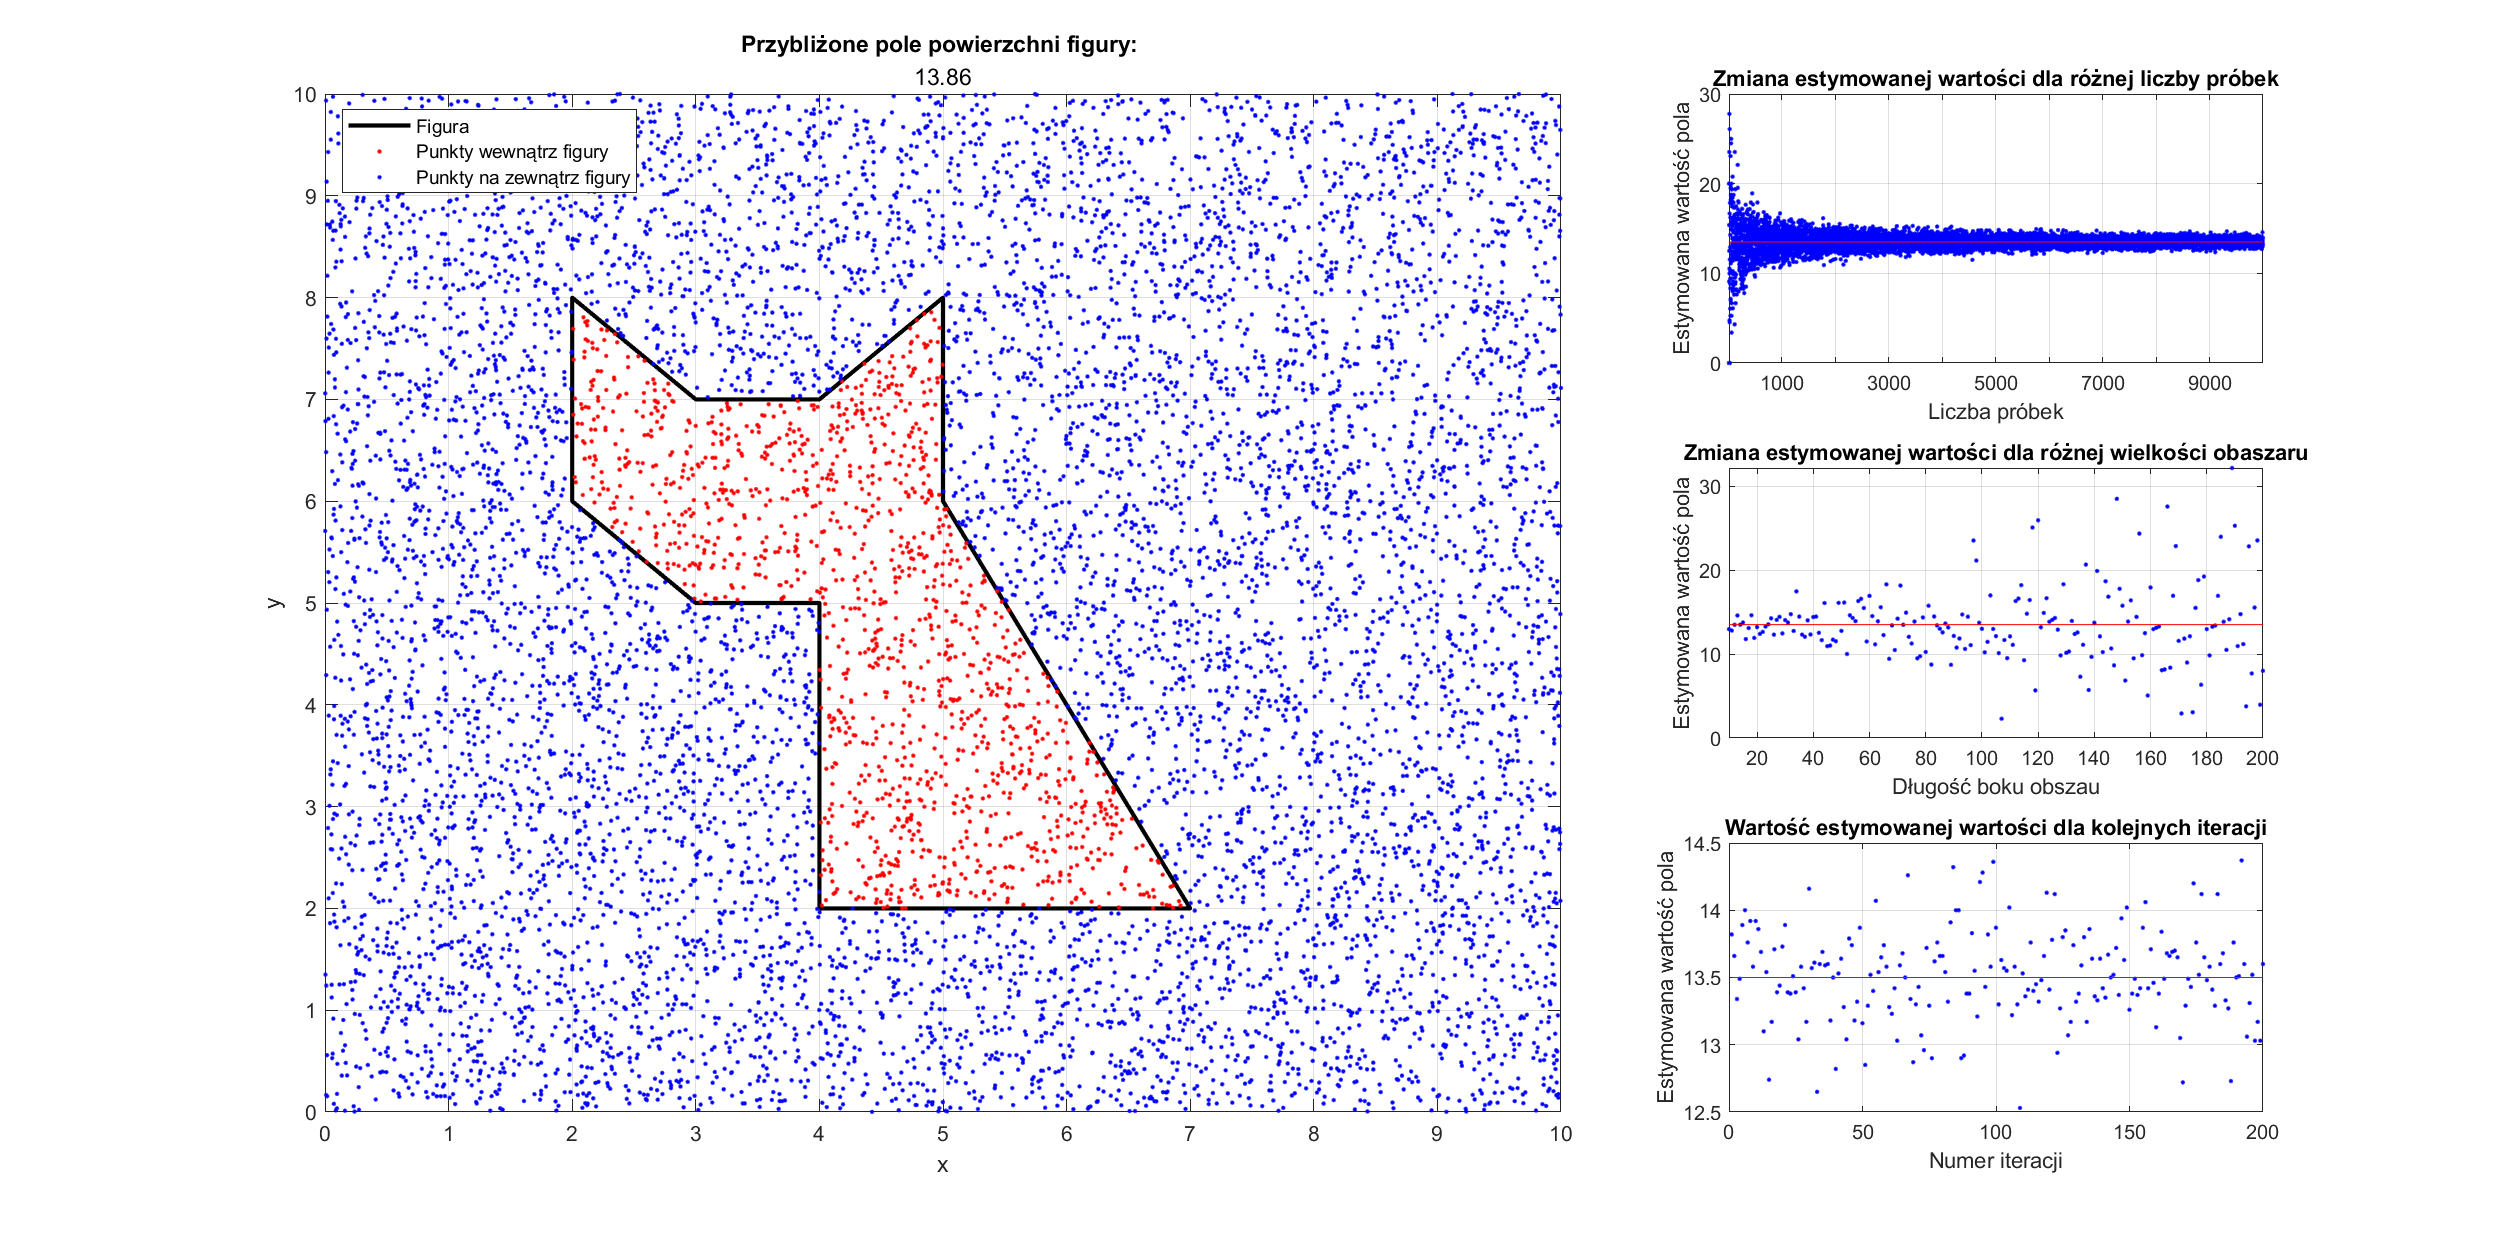 Przybliżone pole powierzchni figury:
13.86
10
9
8
7
6
5
4
3
2
1
0
y
Figura
Punkty wewnątrz figury
Punkty na zewnątrz figury
0 1 2 3 4 5 6 7 8 9 10
x
Zmiana estymowanej wartości dla różnej liczby próbek
Estymowana wartość pola
30
20
10
0
1000 3000 5000 7000 9000
Liczba próbek
Zmiana estymowanej wartości dla różnej wielkości obaszaru
Estymowana wartość pola
30
20
10
0
20 40 60 80 100 120 140 160 180 200
Długość boku obszau
Wartość estymowanej wartości dla kolejnych iteracji
Estymowana wartość pola
14.5
14
13.5
13
12.5
0 50 100 150 200
Numer iteracji